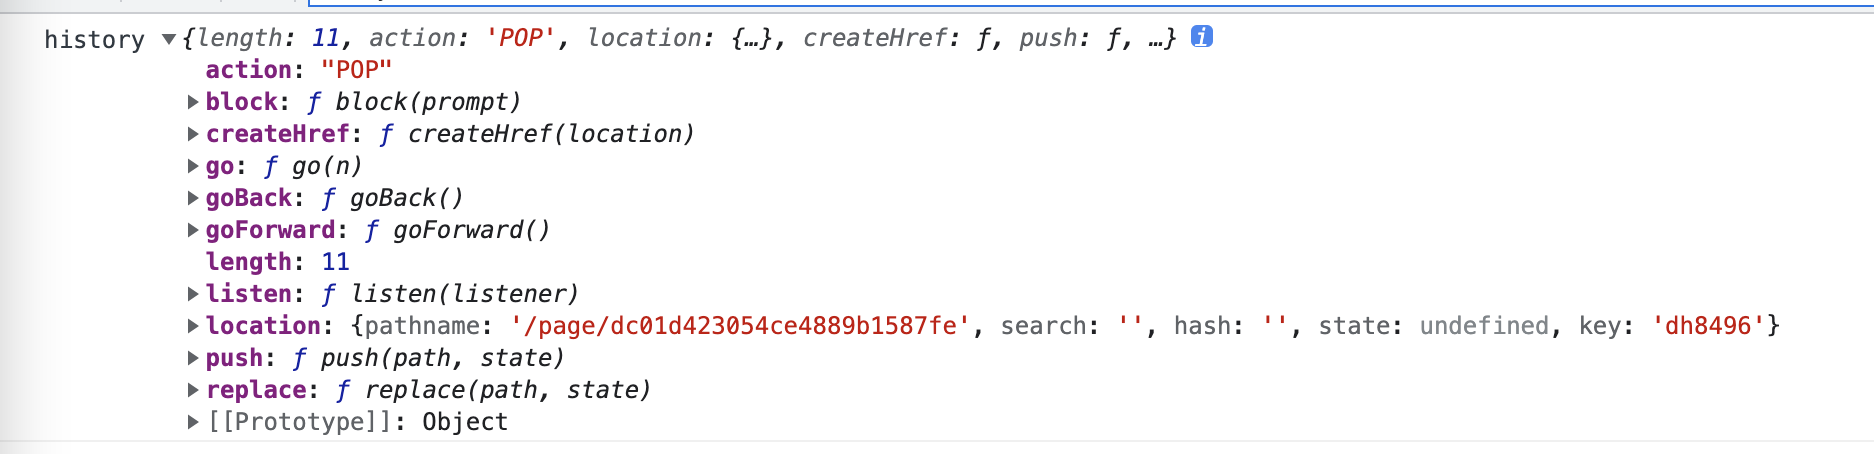 history ▼{length: 11, action: 'POP', location: {…}, createHref: ƒ, push: ƒ, …} i
action: "POP"
▶block: ƒ block(prompt)
▶createHref: ƒ createHref(location)
▶go: ƒ go(n)
▶goBack: ƒ goBack()
▶goForward: ƒ goForward()
length: 11
▶listen: ƒ listen(listener)
▶location: {pathname: '/page/dc01d423054ce4889b1587fe', search: '', hash: '', state: undefined, key: 'dh8496'}
▶push: ƒ push(path, state)
▶replace: ƒ replace(path, state)
▶[[Prototype]]: Object